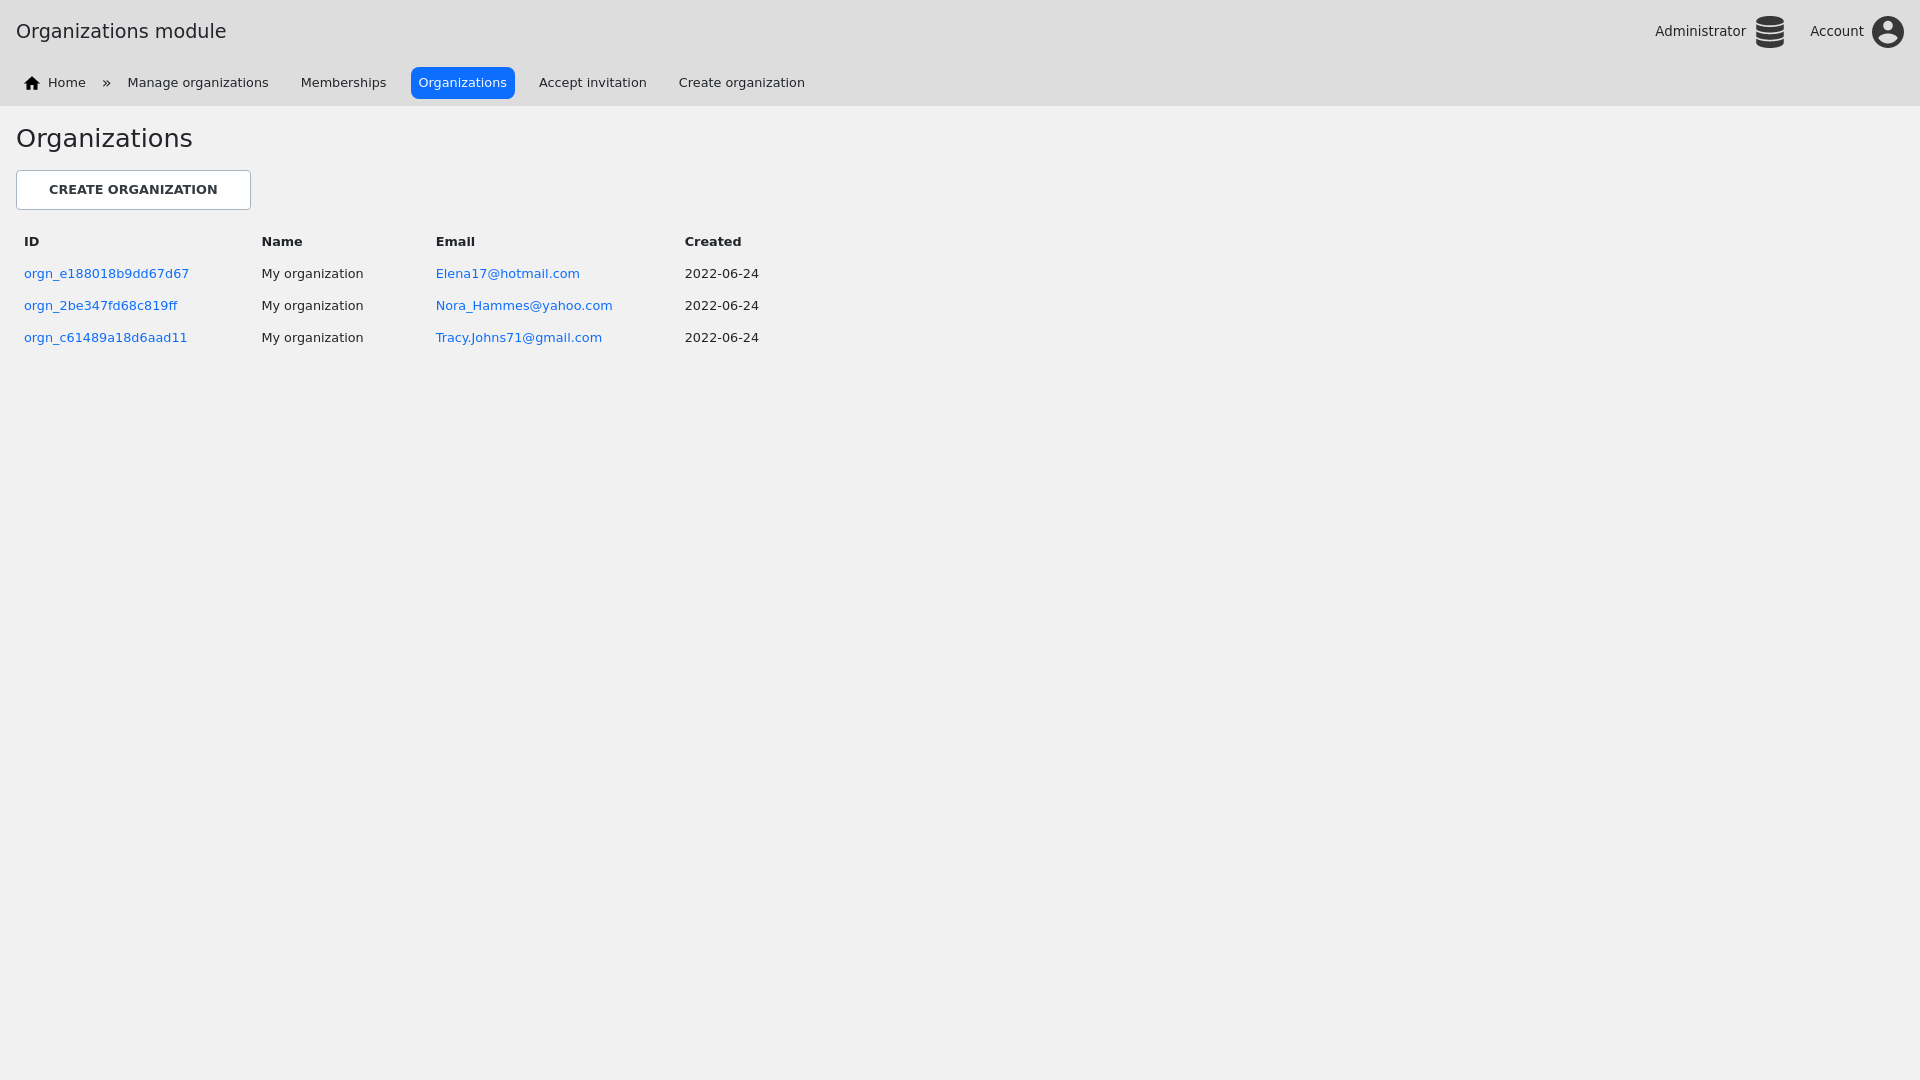 Organizations module
Administrator
Account
Home » Manage organizations Memberships Organizations Accept invitation Create organization
Organizations
CREATE ORGANIZATION
ID Name Email Created
orgn_e188018b9dd67d67 My organization Elena17@hotmail.com 2022-06-24
orgn_2be347fd68c819ff My organization Nora_Hammes@yahoo.com 2022-06-24
orgn_c61489a18d6aad11 My organization Tracy.Johns71@gmail.com 2022-06-24